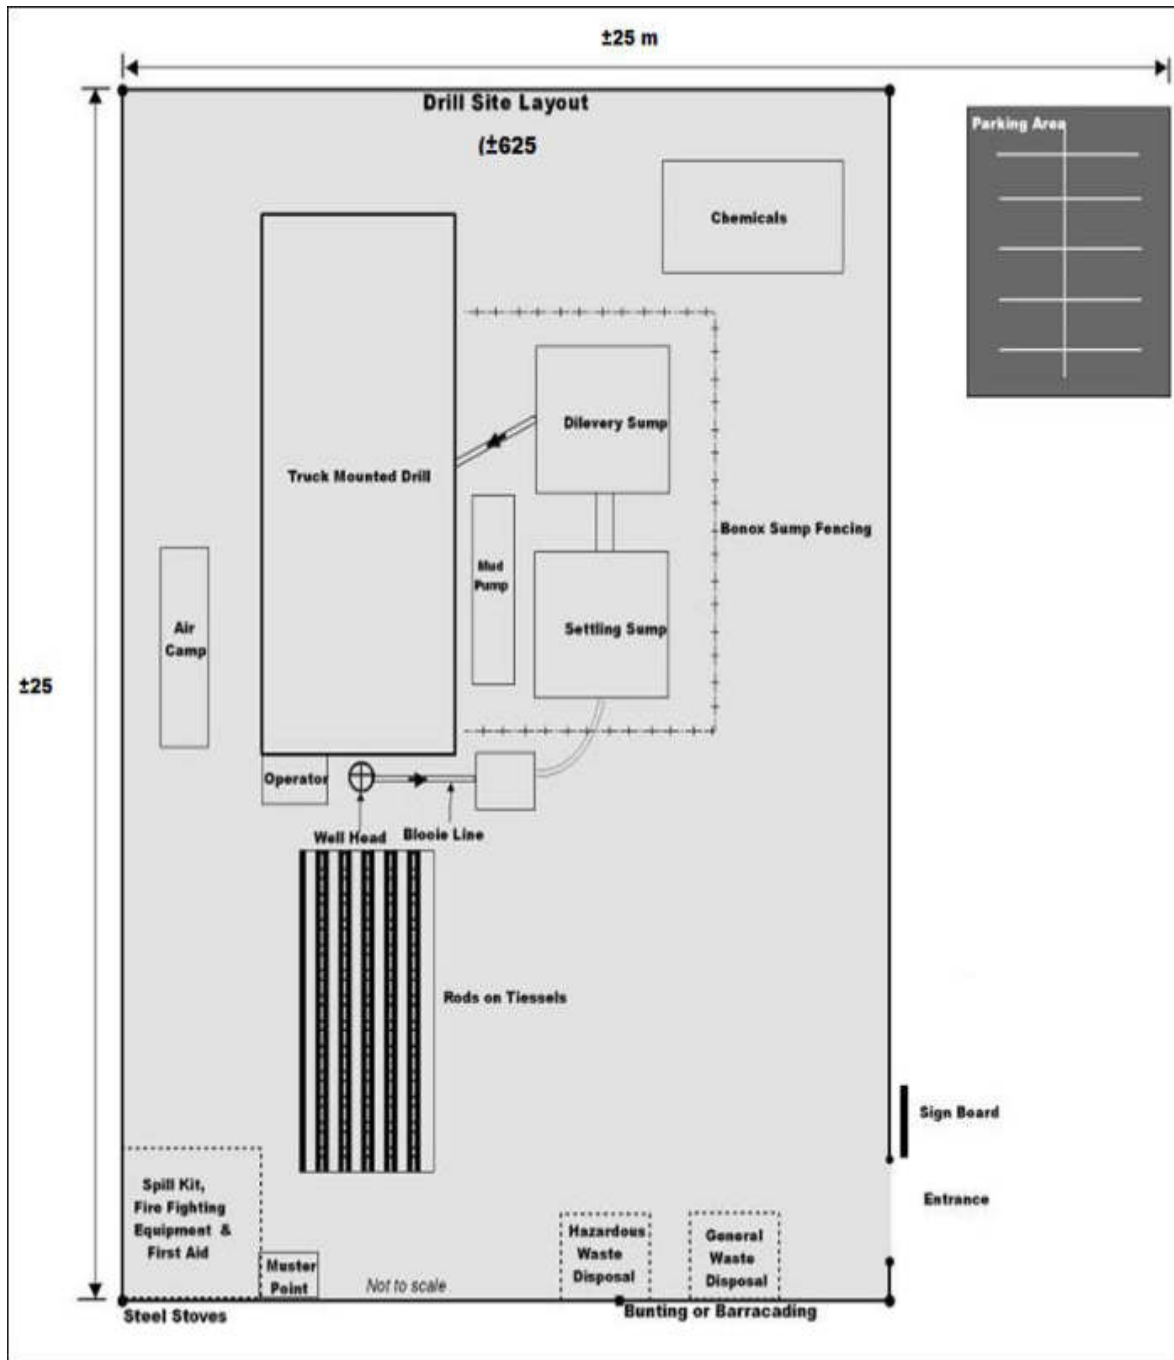 ±25 m
Drill Site Layout
(±625
Parking Area
Chemicals
Dilevery Sump
Truck Mounted Drill
Bonox Sump Fencing
Mud
Pump
Air
Camp
Settling Sump
±25
Operator
Well Head
Blooie Line
Rods on Tiessels
Sign Board
Entrance
Spill Kit,
Fire Fighting
Equipment &
First Aid
Muster
Point
Not to scale
Hazardous
Waste
Disposal
General
Waste
Disposal
Steel Stoves
Bunting or Barracading